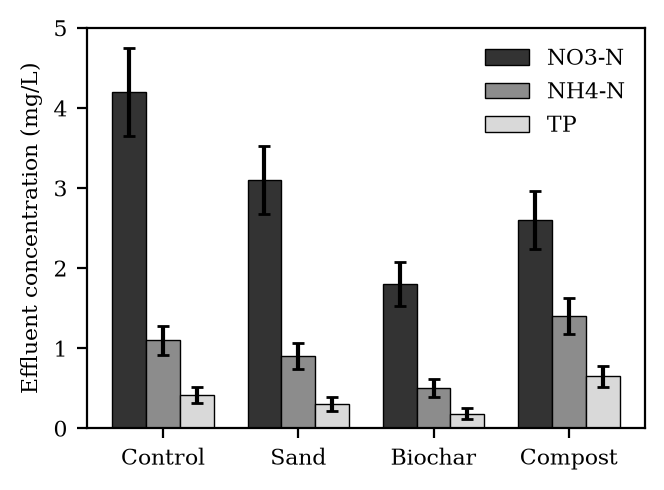 Effluent concentration (mg/L)
5
4
3
2
1
0
NO3-N
NH4-N
TP
Control Sand Biochar Compost